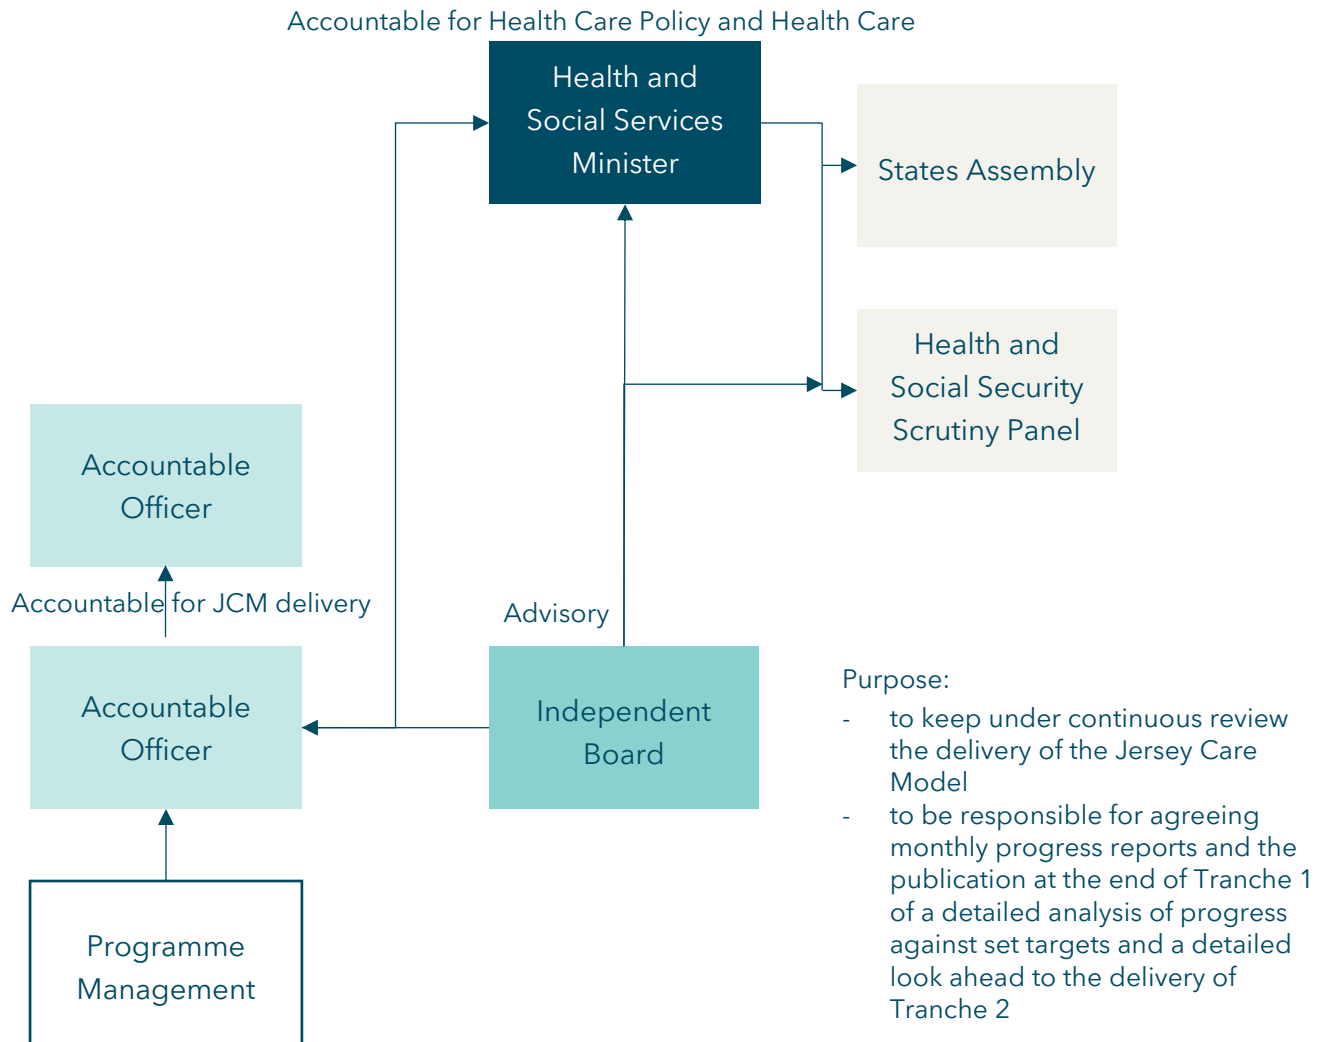 Accountable for Health Care Policy and Health Care
Health and
Social Services
Minister
States Assembly
Health and
Social Security
Scrutiny Panel
Accountable
Officer
Accountable for JCM delivery
Advisory
Accountable
Officer
Independent
Board
Programme
Management
Purpose:
- to keep under continuous review
the delivery of the Jersey Care
Model
- to be responsible for agreeing
monthly progress reports and the
publication at the end of Tranche 1
of a detailed analysis of progress
against set targets and a detailed
look ahead to the delivery of
Tranche 2